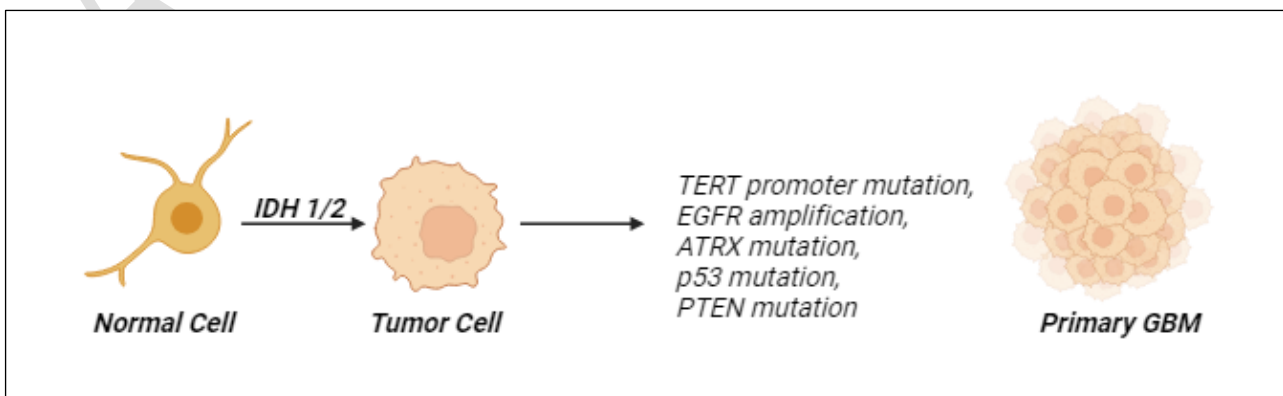 IDH 1/2
TERT promoter mutation,
EGFR amplification,
ATRX mutation,
p53 mutation,
PTEN mutation
Normal Cell
Tumor Cell
Primary GBM